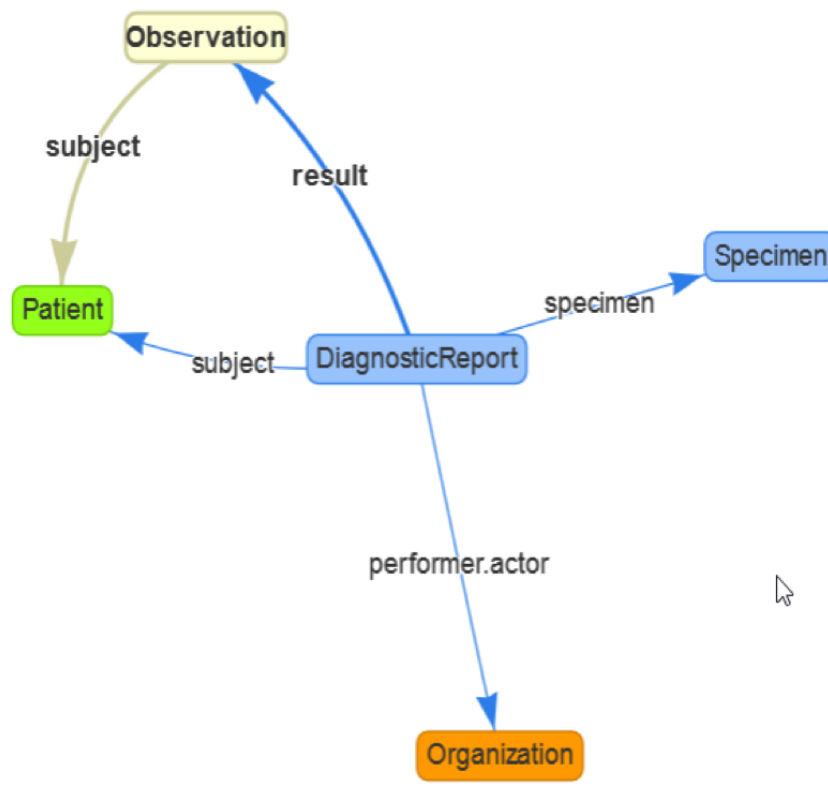 Observation
subject
result
Specimen
specimen
Patient
DiagnosticReport
subject
performer.actor
Organization